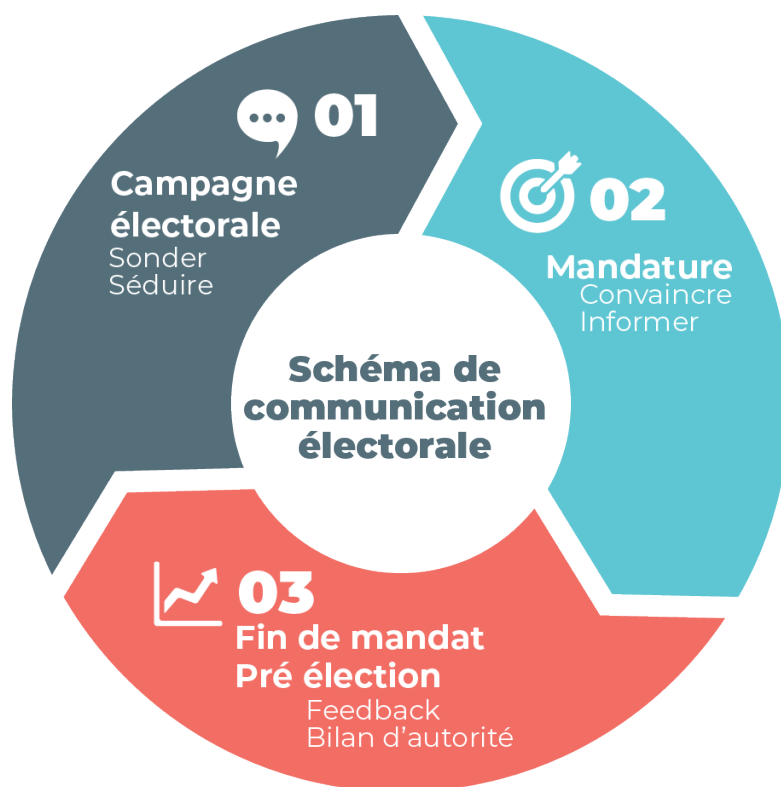 01
Campagne
électorale
Sonder
Séduire
02
Mandature
Convaincre
Informer
Schéma de
communication
électorale
03
Fin de mandat
Pré élection
Feedback
Bilan d'autorité